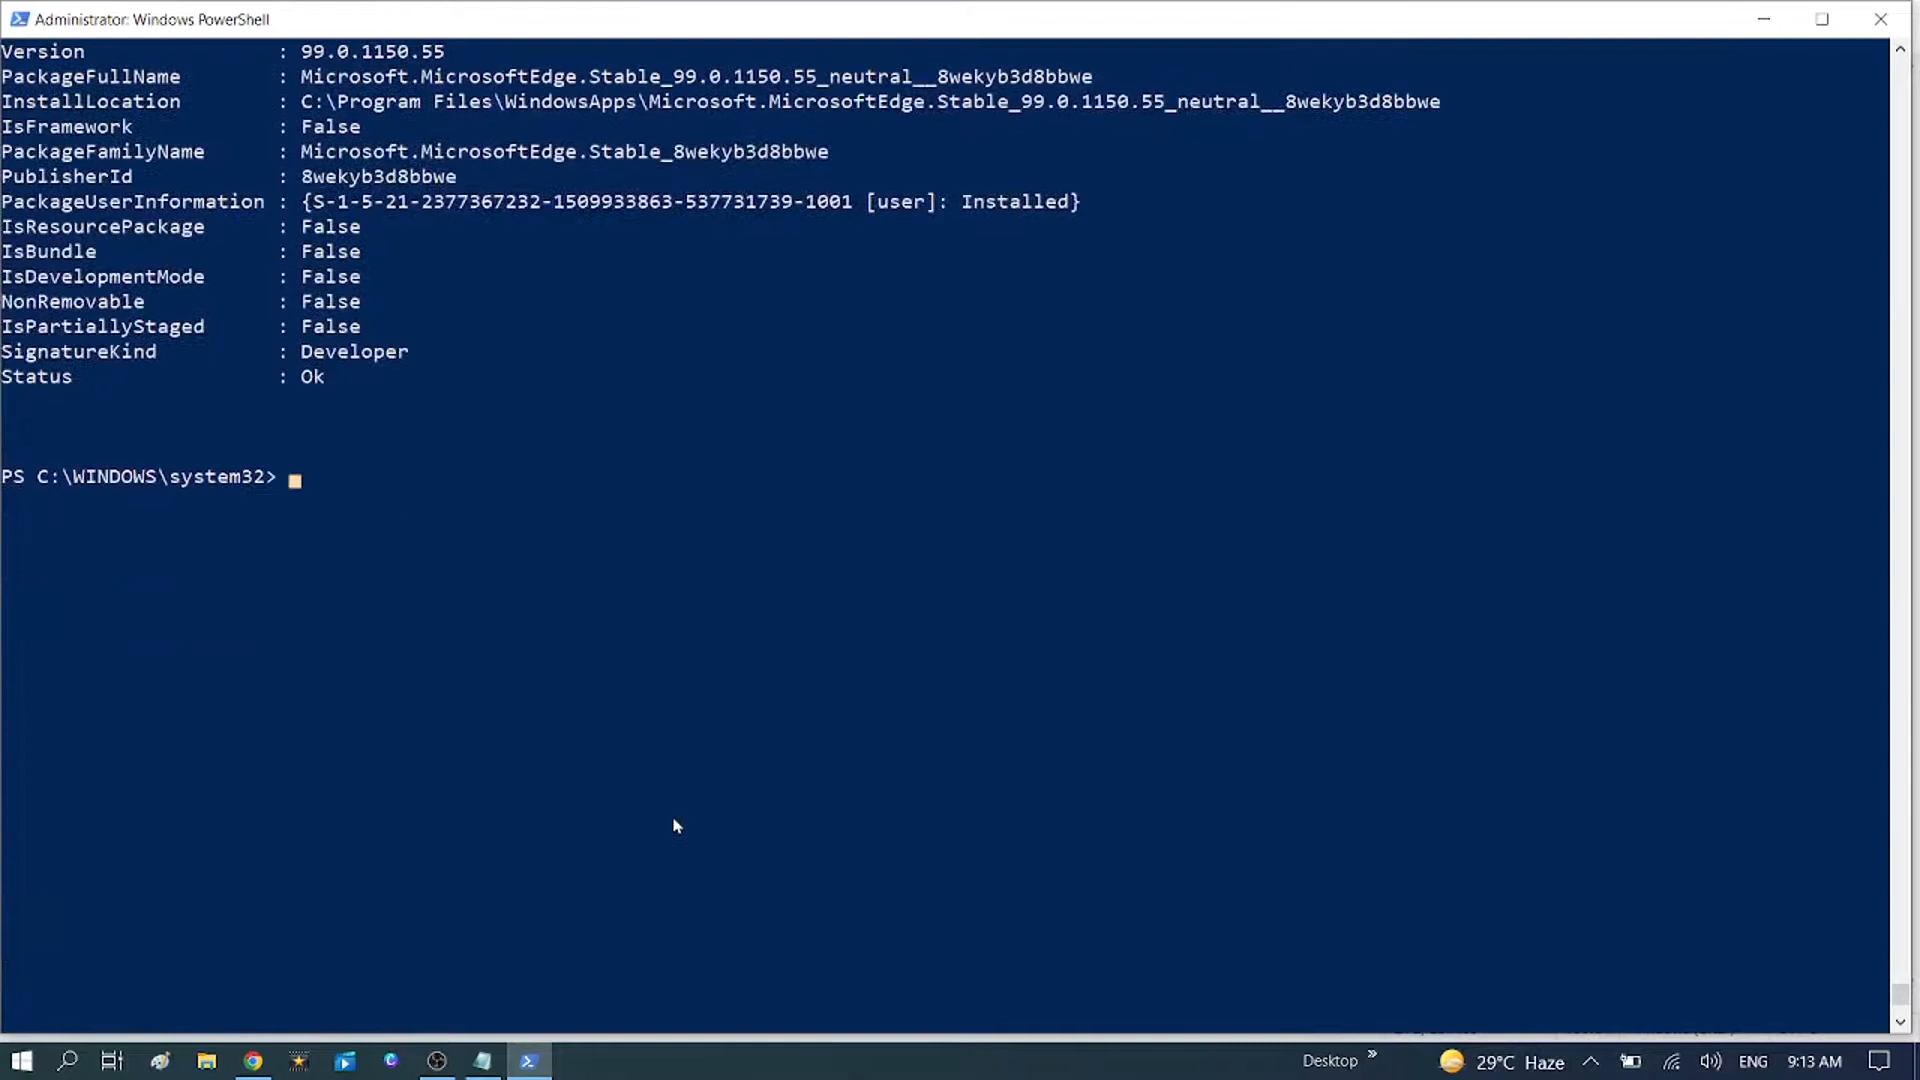 Administrator: Windows PowerShell
Version : 99.0.1150.55
PackageFullName : Microsoft.MicrosoftEdge.Stable_99.0.1150.55_neutral__8wekyb3d8bbwe
InstallLocation : C:\Program Files\WindowsApps\Microsoft.MicrosoftEdge.Stable_99.0.1150.55_neutral__8wekyb3d8bbwe
IsFramework : False
PackageFamilyName : Microsoft.MicrosoftEdge.Stable_8wekyb3d8bbwe
PublisherId : 8wekyb3d8bbwe
PackageUserInformation : {S-1-5-21-2377367232-1509933863-537731739-1001 [user]: Installed}
IsResourcePackage : False
IsBundle : False
IsDevelopmentMode : False
NonRemovable : False
IsPartiallyStaged : False
SignatureKind : Developer
Status : Ok
PS C:\WINDOWS\system32>
Desktop » 29°C Haze ENG 9:13 AM